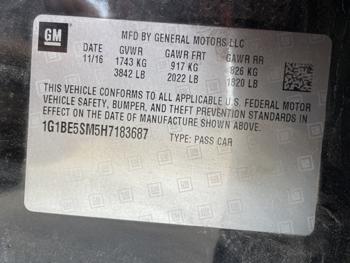 GM
MFD BY GENERAL MOTORS LLC
DATE GVWR GAWR FRT GAWR RR
11/16 1743 KG 917 KG 826 KG
3842 LB 2022 LB 1820 LB
THIS VEHICLE CONFORMS TO ALL APPLICABLE U.S. FEDERAL MOTOR
VEHICLE SAFETY, BUMPER, AND THEFT PREVENTION STANDARDS IN
EFFECT ON THE DATE OF MANUFACTURE SHOWN ABOVE.
1G1BE5SM5H7183687 TYPE: PASS CAR